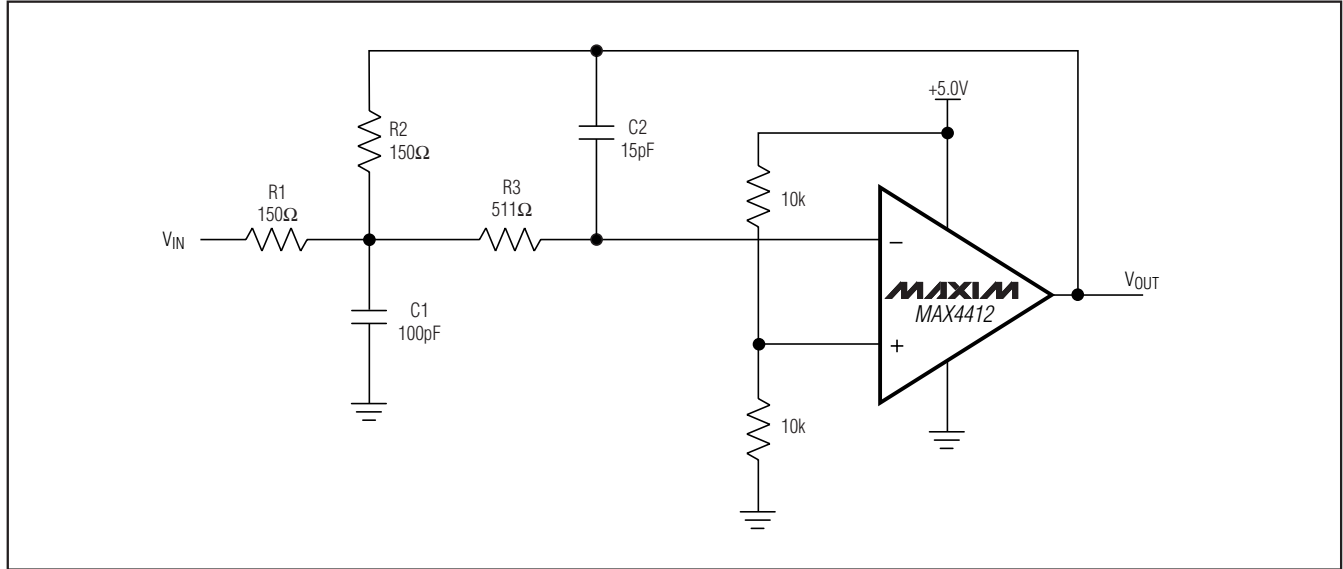 +5.0V
R2
150Ω
C2
15pF
R1
150Ω
R3
511Ω
10k
VIN
−
MAXIM
MAX4412
VOUT
C1
100pF
+
10k